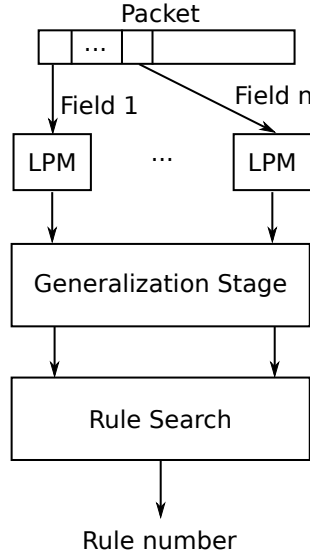 Packet
...
Field 1
Field n
LPM
...
LPM
Generalization Stage
Rule Search
Rule number